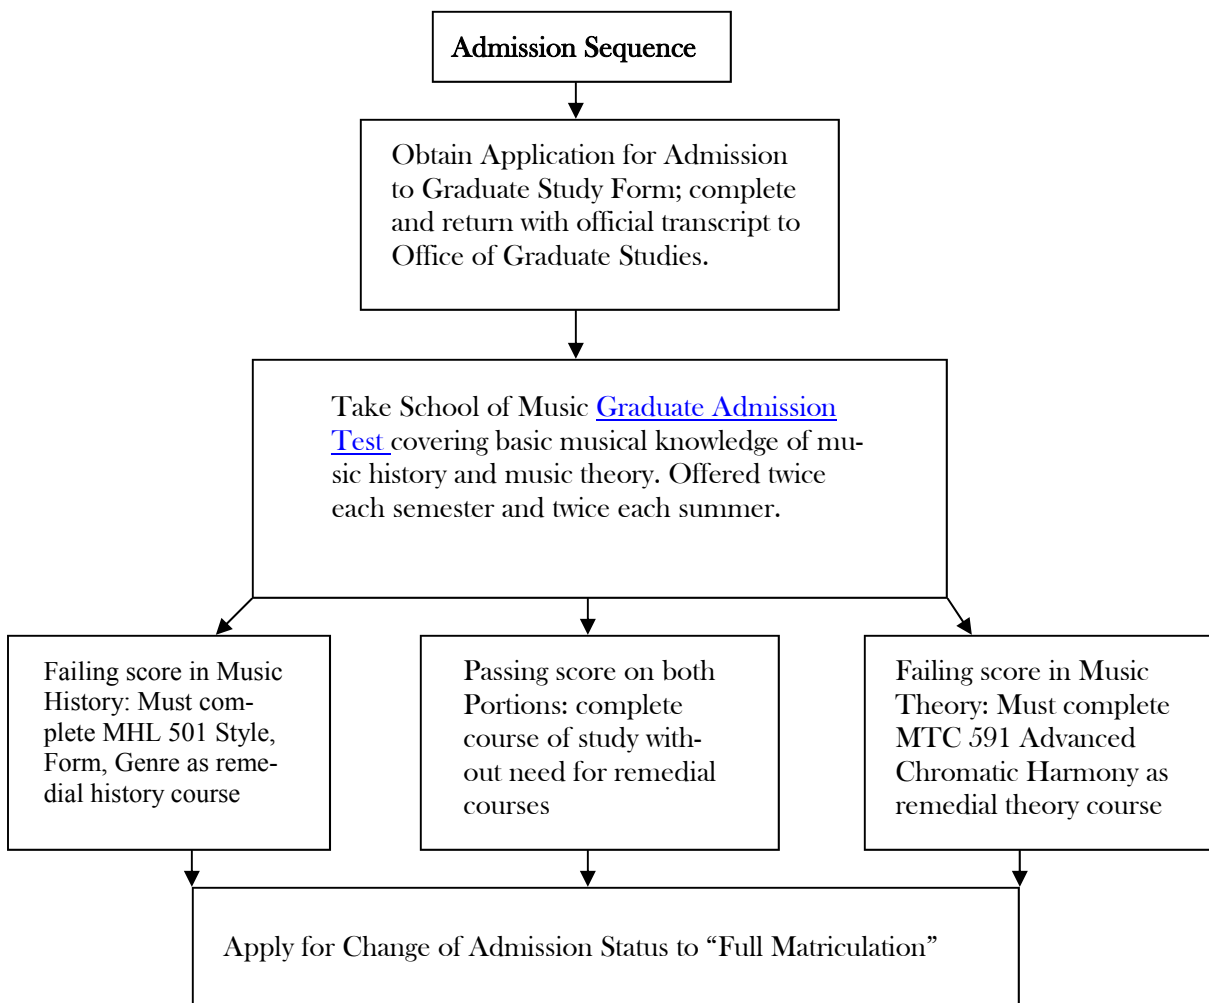 Admission Sequence
Obtain Application for Admission
to Graduate Study Form; complete
and return with official transcript to
Office of Graduate Studies.
Take School of Music Graduate Admission
Test covering basic musical knowledge of mu-
sic history and music theory. Offered twice
each semester and twice each summer.
Failing score in Music
History: Must com-
plete MHL 501 Style,
Form, Genre as reme-
dial history course
Passing score on both
Portions: complete
course of study with-
out need for remedial
courses
Failing score in Music
Theory: Must complete
MTC 591 Advanced
Chromatic Harmony as
remedial theory course
Apply for Change of Admission Status to “Full Matriculation”